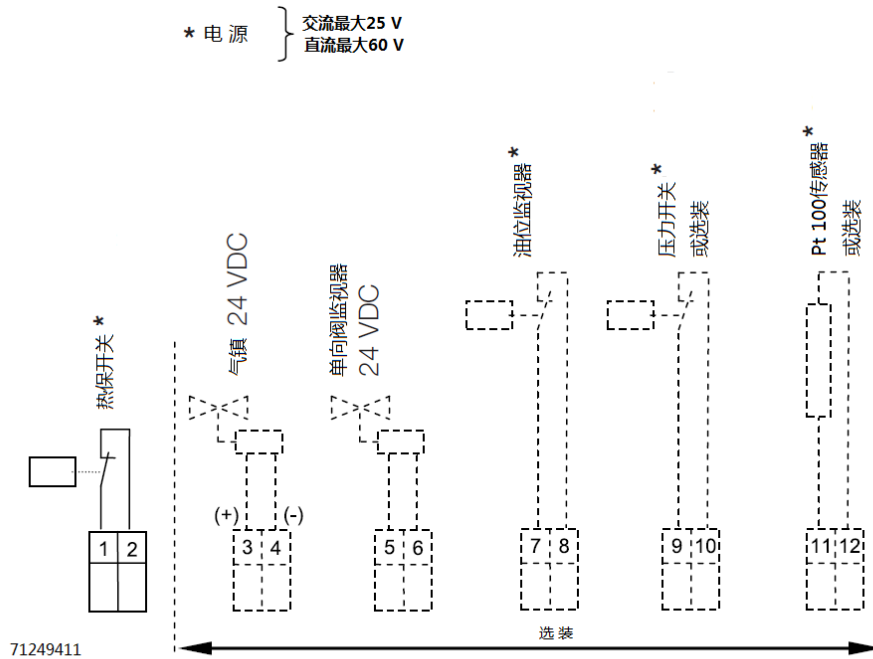 * 电 源
交流最大25 V
直流最大60 V
热保开关 *
气镇 24 VDC
单向阀监视器
24 VDC
油位监视器 *
压力开关 *
或选装
Pt 100传感器 *
或选装
(+) (-)
1 2 3 4 5 6 7 8 9 10 11 12
选 装
71249411